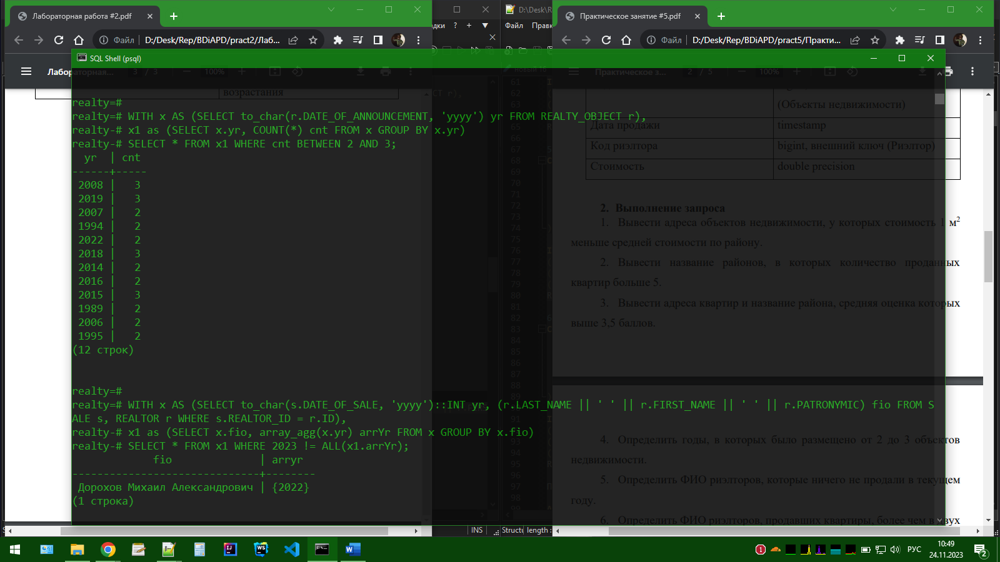 Лабораторная работа #2.pdf
D:\Desk\R
Практическое занятие #5.pdf
дки ? + ▼
Файл Правк
Файл D:/Desk/Rep/BDiAPD/pract2/Лаб...
Файл D:/Desk/Rep/BDiAPD/pract5/Практи...
SQL Shell (psql)
Лабораторная... 3 / 3 100%
Практическое з... 2 / 5 100%
возрастания
realty=#
realty=# WITH x AS (SELECT to_char(r.DATE_OF_ANNOUNCEMENT, 'yyyy') yr FROM REALTY_OBJECT r),
realty-# x1 as (SELECT x.yr, COUNT(*) cnt FROM x GROUP BY x.yr)
realty-# SELECT * FROM x1 WHERE cnt BETWEEN 2 AND 3;
yr | cnt
------+-----
2008 | 3
2019 | 3
2007 | 2
1994 | 2
2022 | 2
2018 | 3
2014 | 2
2016 | 2
2015 | 3
1989 | 2
2006 | 2
1995 | 2
(12 строк)
realty=#
realty=# WITH x AS (SELECT to_char(s.DATE_OF_SALE, 'yyyy')::INT yr, (r.LAST_NAME || ' ' || r.FIRST_NAME || ' ' || r.PATRONYMIC) fio FROM S
ALE s, REALTOR r WHERE s.REALTOR_ID = r.ID),
realty-# x1 as (SELECT x.fio, array_agg(x.yr) arrYr FROM x GROUP BY x.fio)
realty-# SELECT * FROM x1 WHERE 2023 != ALL(x1.arrYr);
fio | arryr
------------------------------+--------
Дорохов Михаил Александрович | {2022}
(1 строка)
(Объекты недвижимости)
Дата продажи timestamp
Код риэлтора bigint, внешний ключ (Риэлтор)
Стоимость double precision
2. Выполнение запроса
1. Вывести адреса объектов недвижимости, у которых стоимость 1 м2
меньше средней стоимости по району.
2. Вывести название районов, в которых количество проданных
квартир больше 5.
3. Вывести адреса квартир и название района, средняя оценка которых
выше 3,5 баллов.
4. Определить годы, в которых было размещено от 2 до 3 объектов
недвижимости.
5. Определить ФИО риэлторов, которые ничего не продали в текущем
году.
6. Определить ФИО риэлторов, продавших квартиры, более чем в двух
INS
Structu length :
РУС
10:49
24.11.2023
2